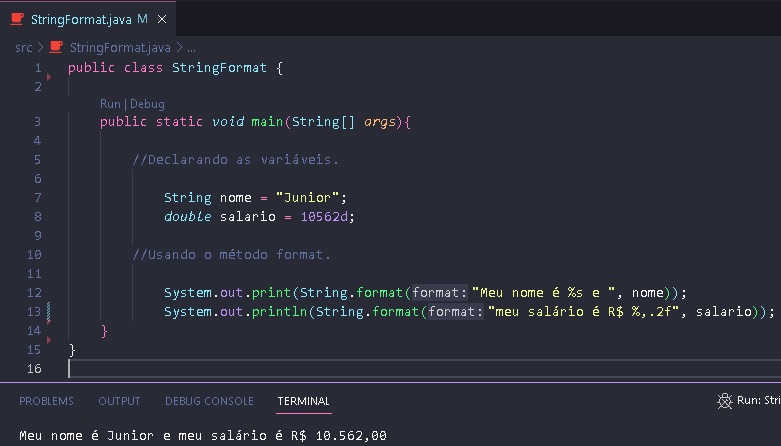 StringFormat.java M ×
src > StringFormat.java > ...
1 public class StringFormat {
2
Run | Debug
3 public static void main(String[] args){
4
5 //Declarando as variáveis.
6
7 String nome = "Junior";
8 double salario = 10562d;
9
10 //Usando o método format.
11
12 System.out.print(String.format(format:"Meu nome é %s e ", nome));
13 System.out.println(String.format(format:"meu salário é R$ %,.2f", salario));
14 }
15 }
16
PROBLEMS OUTPUT DEBUG CONSOLE TERMINAL Run: Stri
Meu nome é Junior e meu salário é R$ 10.562,00